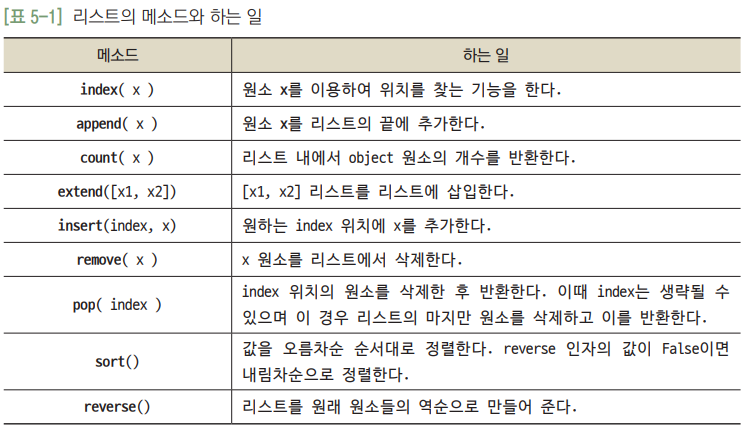 [표 5-1] 리스트의 메소드와 하는 일
메소드 하는 일
index( x ) 원소 x를 이용하여 위치를 찾는 기능을 한다.
append( x ) 원소 x를 리스트의 끝에 추가한다.
count( x ) 리스트 내에서 object 원소의 개수를 반환한다.
extend([x1, x2]) [x1, x2] 리스트를 리스트에 삽입한다.
insert(index, x) 원하는 index 위치에 x를 추가한다.
remove( x ) x 원소를 리스트에서 삭제한다.
pop( index ) index 위치의 원소를 삭제한 후 반환한다. 이때 index는 생략될 수
있으며 이 경우 리스트의 마지만 원소를 삭제하고 이를 반환한다.
sort() 값을 오름차순 순서대로 정렬한다. reverse 인자의 값이 False이면
내림차순으로 정렬한다.
reverse() 리스트를 원래 원소들의 역순으로 만들어 준다.